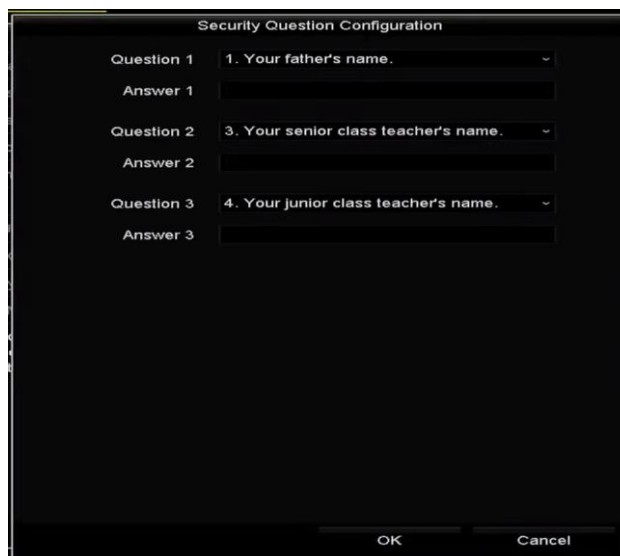 Security Question Configuration
Question 1 1. Your father's name.
Answer 1
Question 2 3. Your senior class teacher's name.
Answer 2
Question 3 4. Your junior class teacher's name.
Answer 3
OK Cancel